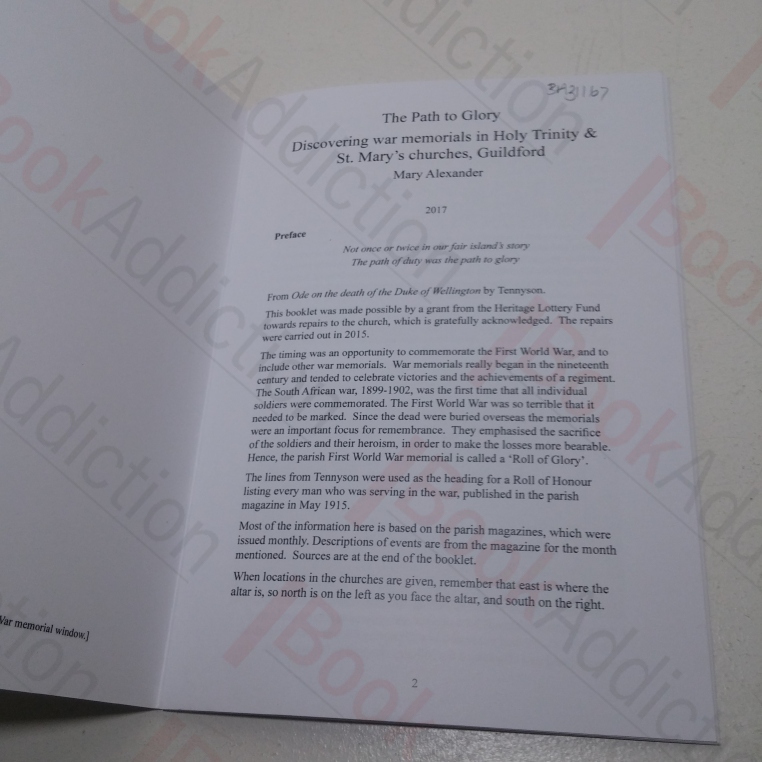 War memorial window.]
BA31167
The Path to Glory
Discovering war memorials in Holy Trinity &
St. Mary's churches, Guildford
Mary Alexander
2017
Preface
Not once or twice in our fair island's story
The path of duty was the path to glory
From Ode on the death of the Duke of Wellington by Tennyson.
This booklet was made possible by a grant from the Heritage Lottery Fund
towards repairs to the church, which is gratefully acknowledged. The repairs
were carried out in 2015.
The timing was an opportunity to commemorate the First World War, and to
include other war memorials. War memorials really began in the nineteenth
century and tended to celebrate victories and the achievements of a regiment.
The South African war, 1899-1902, was the first time that all individual
soldiers were commemorated. The First World War was so terrible that it
needed to be marked. Since the dead were buried overseas the memorials
were an important focus for remembrance. They emphasised the sacrifice
of the soldiers and their heroism, in order to make the losses more bearable.
Hence, the parish First World War memorial is called a 'Roll of Glory'.
The lines from Tennyson were used as the heading for a Roll of Honour
listing every man who was serving in the war, published in the parish
magazine in May 1915.
Most of the information here is based on the parish magazines, which were
issued monthly. Descriptions of events are from the magazine for the month
mentioned. Sources are at the end of the booklet.
When locations in the churches are given, remember that east is where the
altar is, so north is on the left as you face the altar, and south on the right.
2
BookAddiction